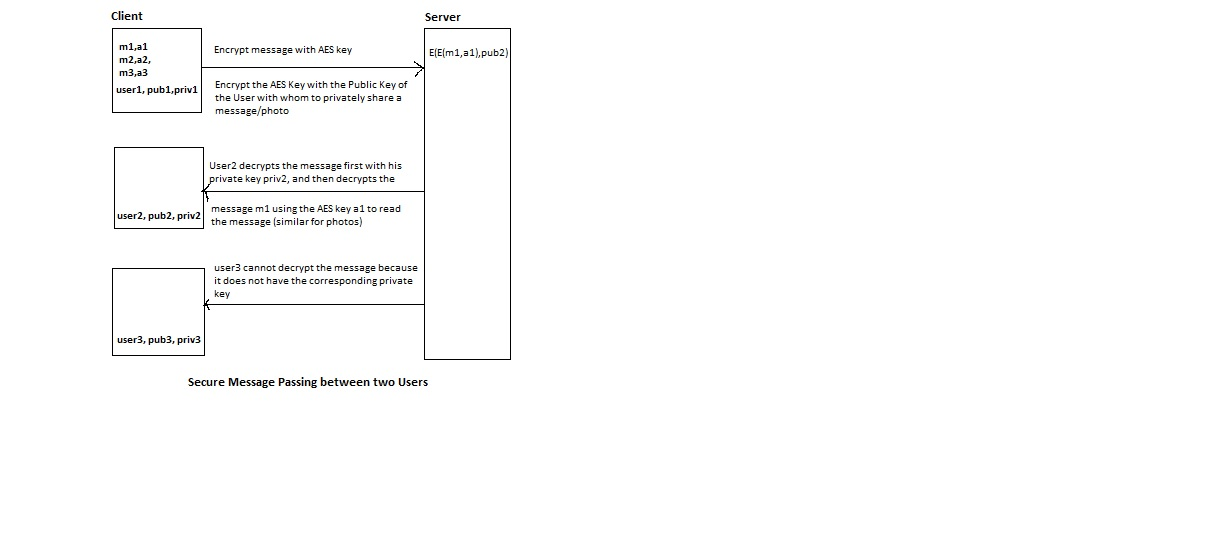 Client
Server
m1,a1
m2,a2,
m3,a3
user1, pub1,priv1
Encrypt message with AES key
E(E(m1,a1),pub2)
Encrypt the AES Key with the Public Key of
the User with whom to privately share a
message/photo
User2 decrypts the message first with his
private key priv2, and then decrypts the
message m1 using the AES key a1 to read
the message (similar for photos)
user2, pub2, priv2
user3 cannot decrypt the message because
it does not have the corresponding private
key
user3, pub3, priv3
Secure Message Passing between two Users